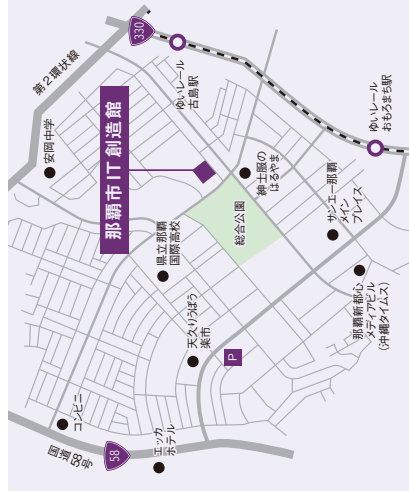 第2環状線
330
ゆいレール
古島駅
安岡中学
那覇市IT創造館
紳士服の
はるやま
ゆいレール
おもろまち駅
県立那覇
国際高校
総合公園
サンエー那覇
メイン
プレイス
天久りうぼう
楽市
那覇新都心
メディアビル
(沖縄タイムス)
P
コンビニ
国道58号
58
エッカ
ホテル